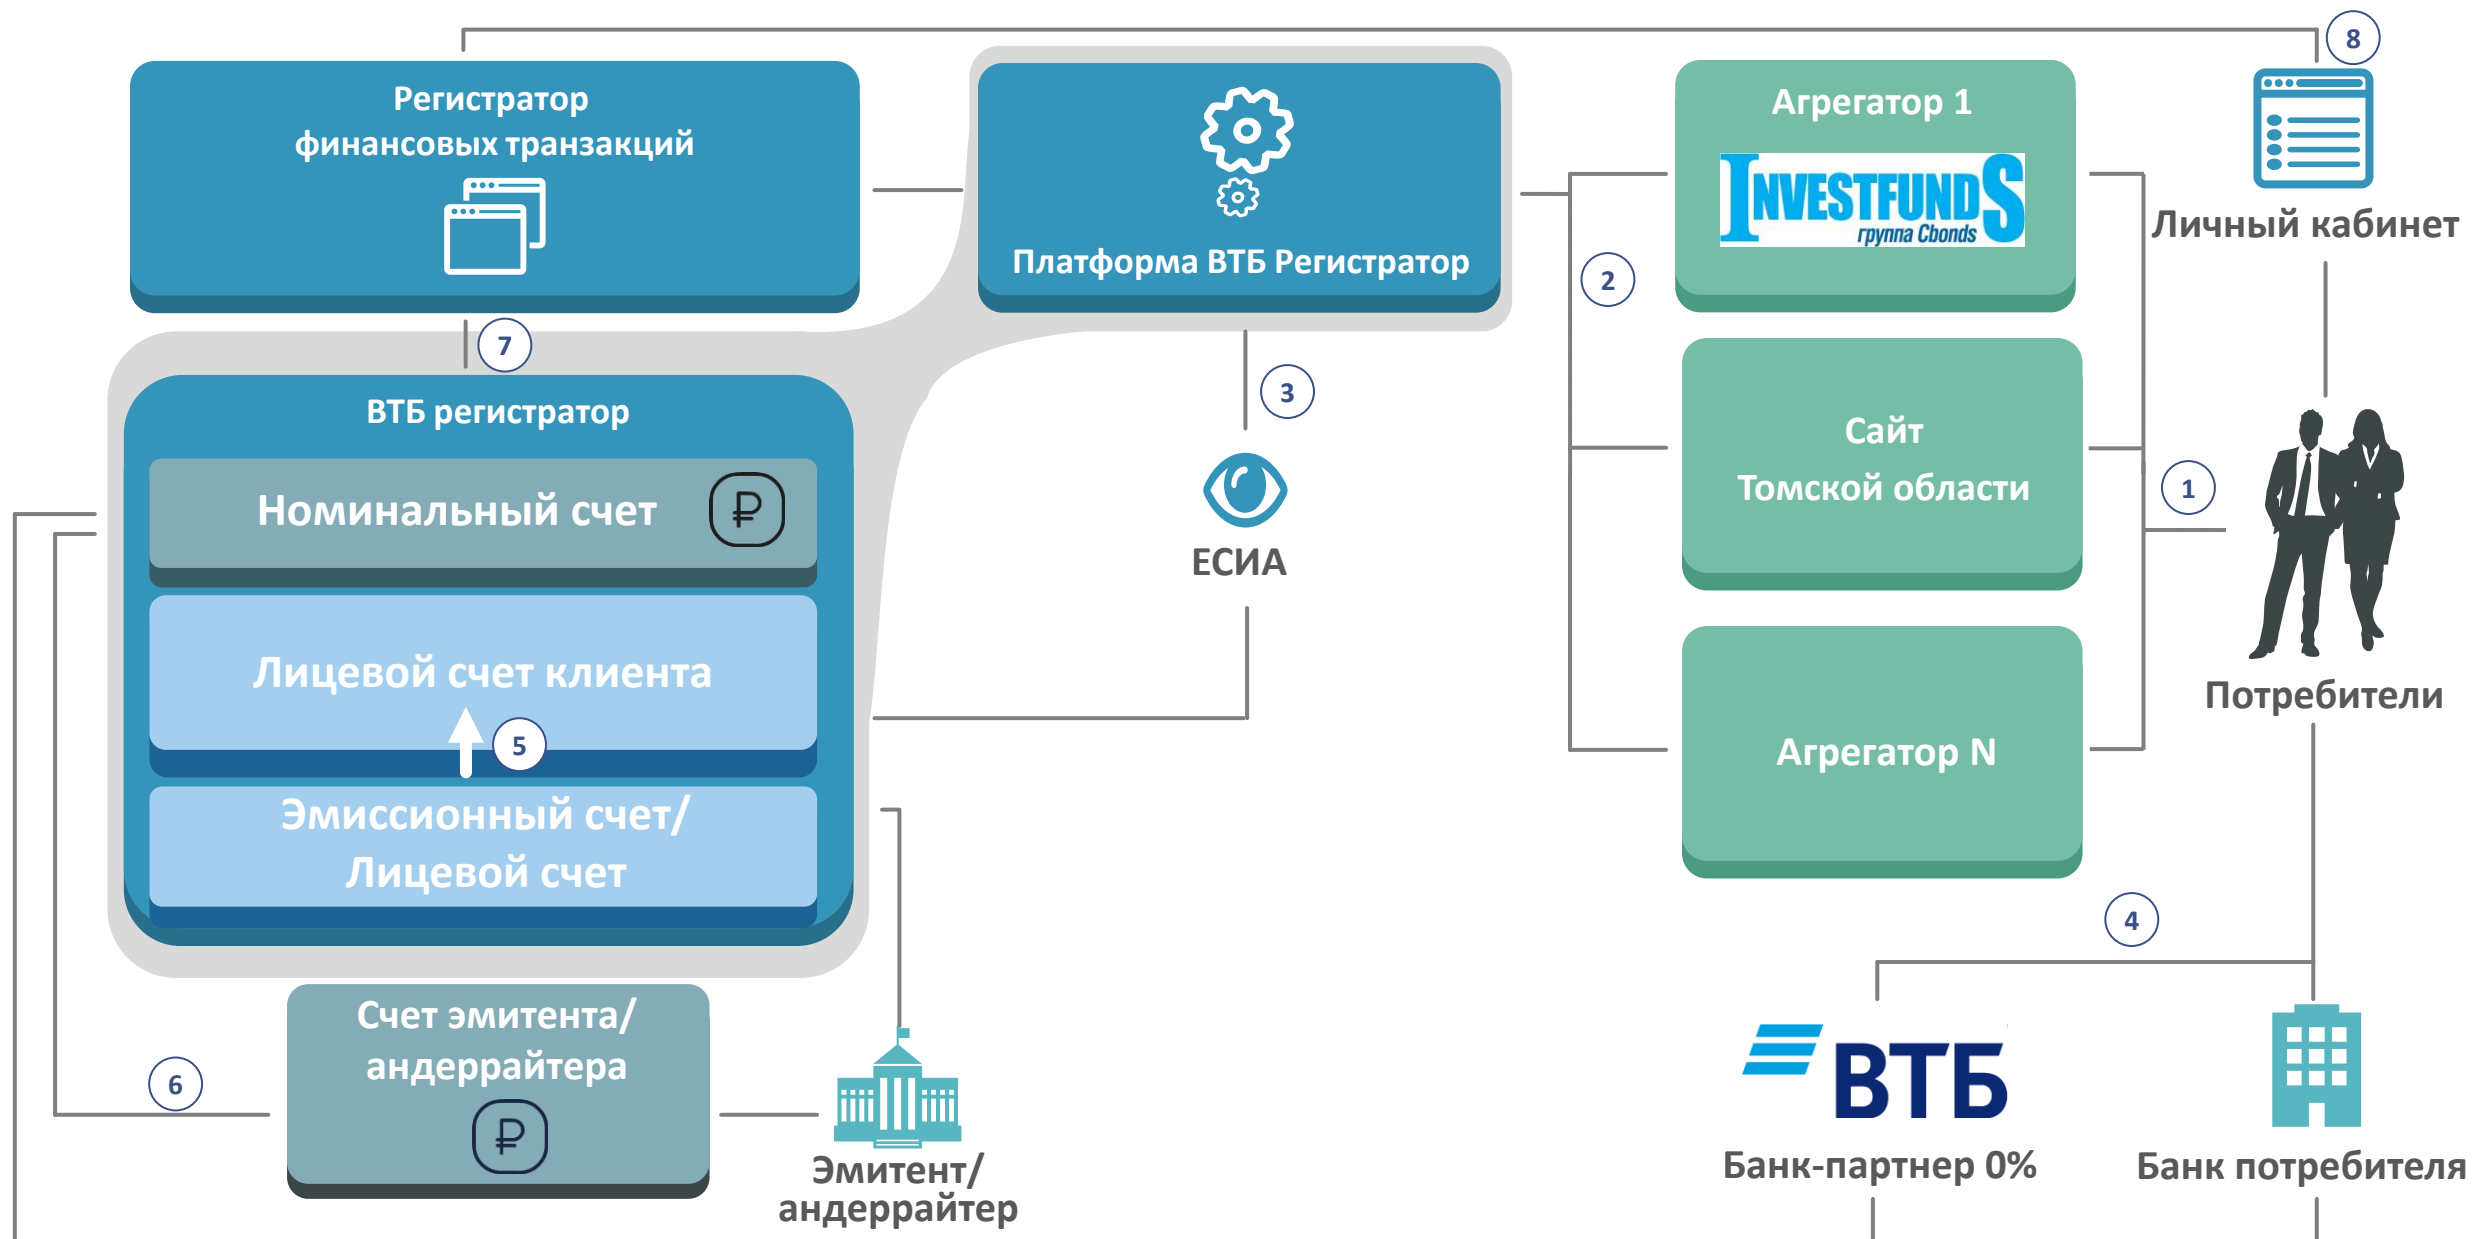 8
Регистратор
финансовых транзакций
Платформа ВТБ Регистратор
Агрегатор 1
INVESTFUNDS
группа Cbonds
Личный кабинет
2
7
3
ВТБ регистратор
Номинальный счет
₽
Лицевой счет клиента
5
Эмиссионный счет/
Лицевой счет
ЕСИА
Сайт
Томской области
1
Агрегатор N
Потребители
4
Счет эмитента/
андеррайтера
₽
6
Эмитент/
андеррайтер
ВТБ
Банк-партнер 0%
Банк потребителя